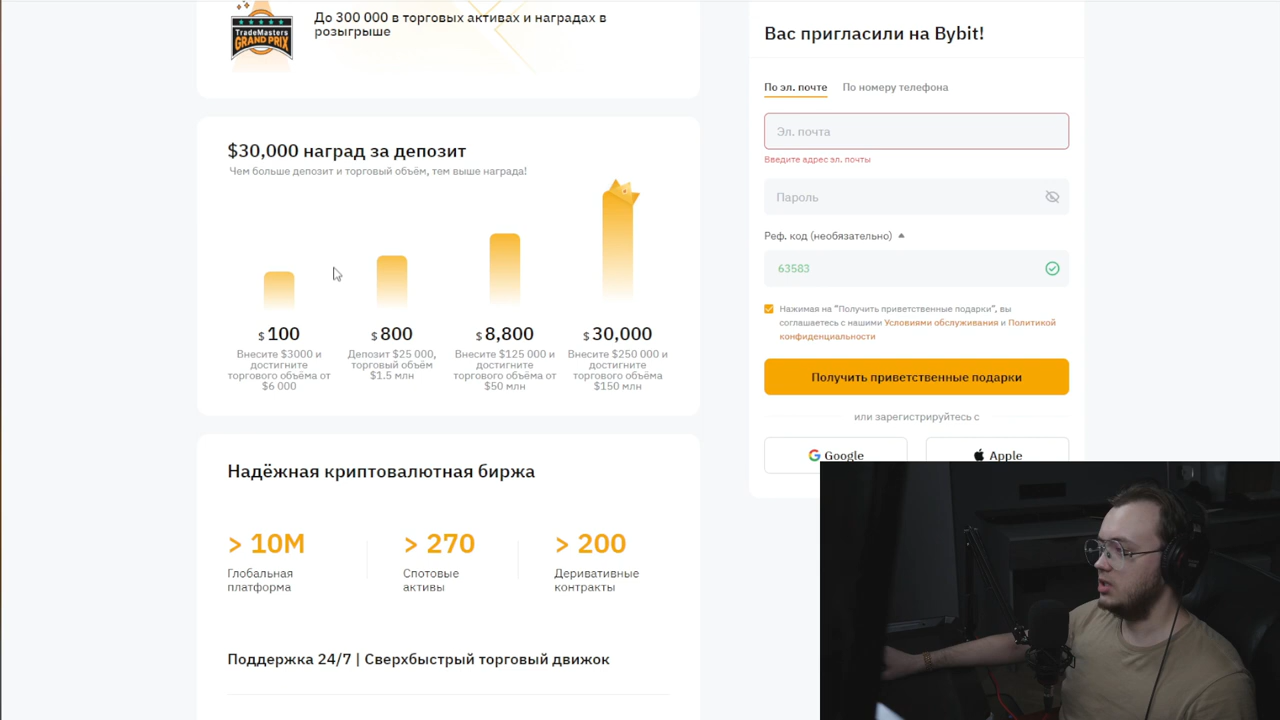 До 300 000 в торговых активах и наградах в
розыгрыше
TradeMasters
GRAND PRIX
$30,000 наград за депозит
Чем больше депозит и торговый объём, тем выше награда!
$ 100
Внесите $3000 и
достигните
торгового объёма от
$6 000
$ 800
Депозит $25 000,
торговый объём
$1.5 млн
$ 8,800
Внесите $125 000 и
достигните
торгового объёма от
$50 млн
$ 30,000
Внесите $250 000 и
достигните
торгового объёма
$150 млн
Надёжная криптовалютная биржа
> 10M
Глобальная
платформа
> 270
Спотовые
активы
> 200
Деривативные
контракты
Поддержка 24/7 | Сверхбыстрый торговый движок
Вас пригласили на Bybit!
По эл. почте По номеру телефона
Эл. почта
Введите адрес эл. почты
Пароль
Реф. код (необязательно)
63583
Нажимая на “Получить приветственные подарки”, вы
соглашаетесь с нашими Условиями обслуживания и Политикой
конфиденциальности
Получить приветственные подарки
или зарегистрируйтесь с
Google Apple